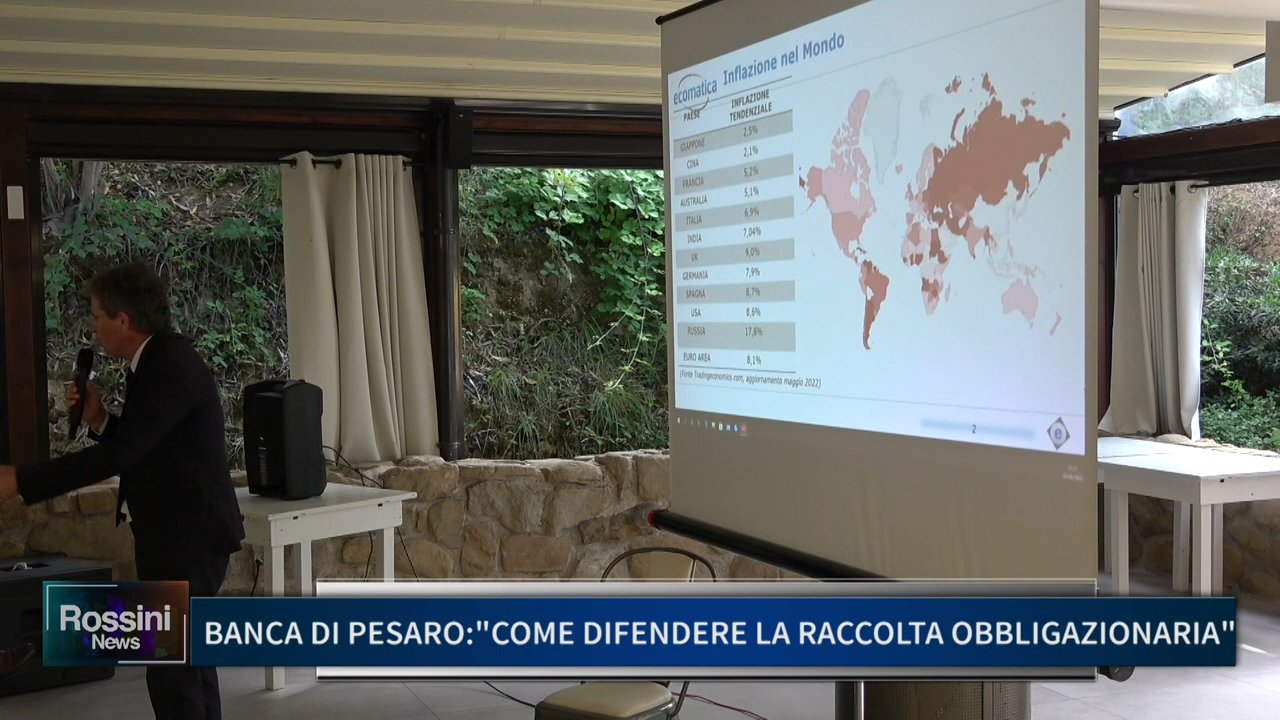 ecomatica Inflazione nel Mondo
PAESE INFLAZIONE TENDENZIALE
GIAPPONE 2,5%
CINA 2,1%
FRANCIA 5,2%
AUSTRALIA 5,1%
ITALIA 6,9%
INDIA 7,04%
UK 9,0%
GERMANIA 7,9%
SPAGNA 8,7%
USA 8,6%
RUSSIA 17,8%
EURO AREA 8,1%
(Fonte Tradingeconomics.com, aggiornamento maggio 2022)
2
e
Rossini
News
BANCA DI PESARO:"COME DIFENDERE LA RACCOLTA OBBLIGAZIONARIA"